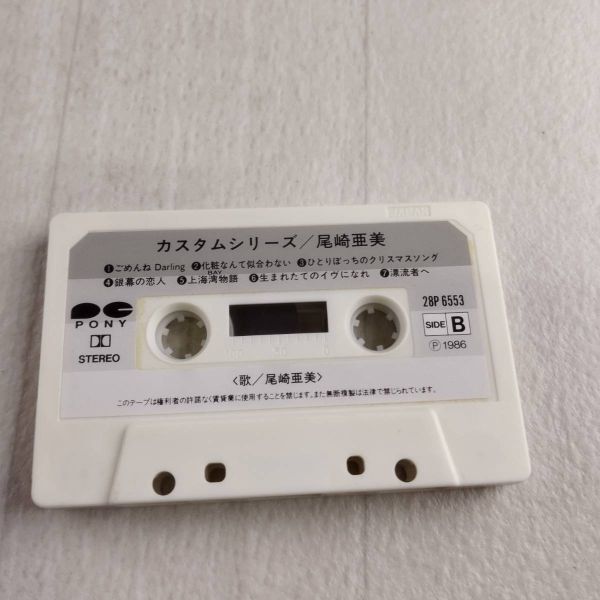 JAPAN
カスタムシリーズ／尾崎亜美
❶ごめんね Darling ❷化粧なんて似合わない ❸ひとりぼっちのクリスマスソング
BAY
❹銀幕の恋人 ❺上海湾物語 ❻生まれたてのイヴになれ ❼漂流者へ
PONY
STEREO
28P 6553
SIDE B
Ⓟ 1986
100 50 0
〈歌／尾崎亜美〉
このテープは権利者の許諾なく賃貸業に使用することを禁じます。また無断複製は法律で禁じられています。